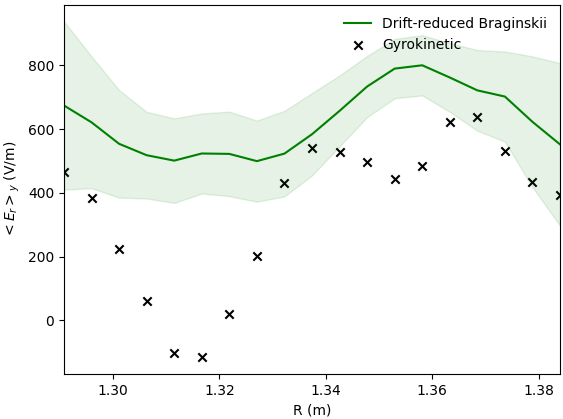 Drift-reduced Braginskii
Gyrokinetic
800
600
400
200
0
< E_r >_y (V/m)
1.30 1.32 1.34 1.36 1.38
R (m)